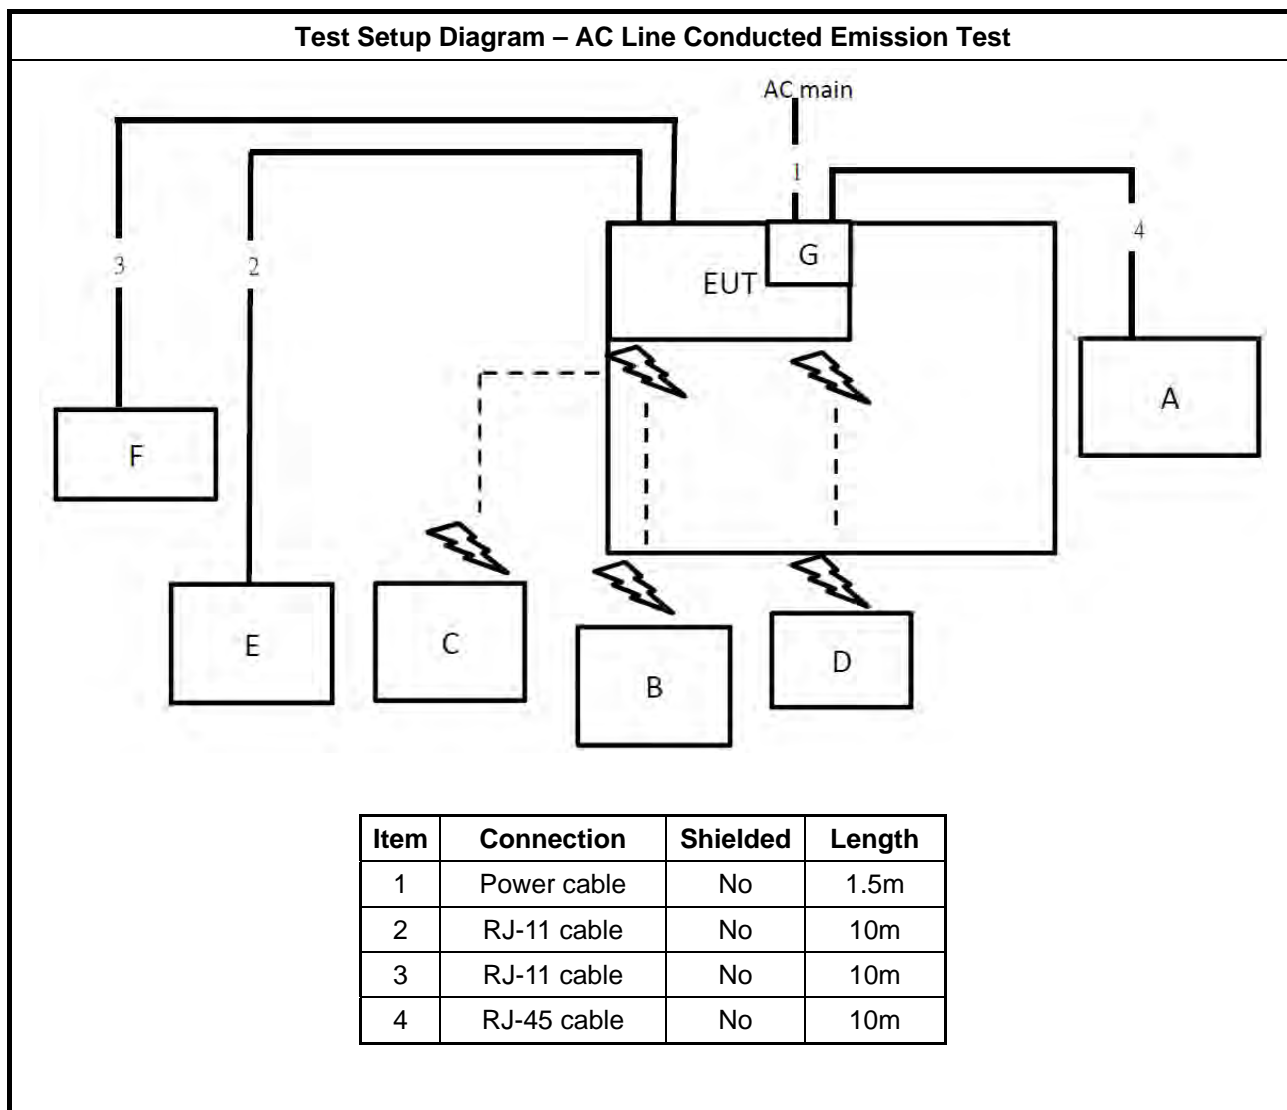 Test Setup Diagram – AC Line Conducted Emission Test
AC main
1
4
G
EUT
3
2
A
F
E
C
B
D
Item Connection Shielded Length
1 Power cable No 1.5m
2 RJ-11 cable No 10m
3 RJ-11 cable No 10m
4 RJ-45 cable No 10m